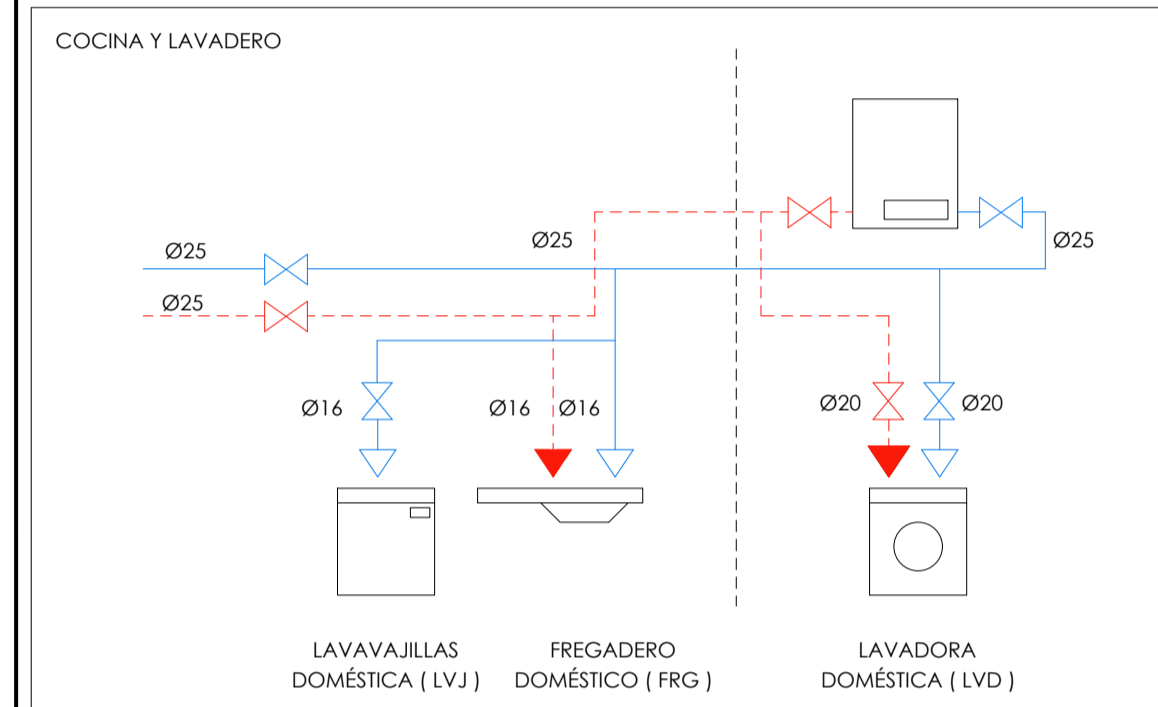 COCINA Y LAVADERO
Ø25
Ø25
Ø25
Ø25
Ø16
Ø16
Ø16
Ø20
Ø20
LAVAVAJILLAS
DOMÉSTICA ( LVJ )
FREGADERO
DOMÉSTICO ( FRG )
LAVADORA
DOMÉSTICA ( LVD )